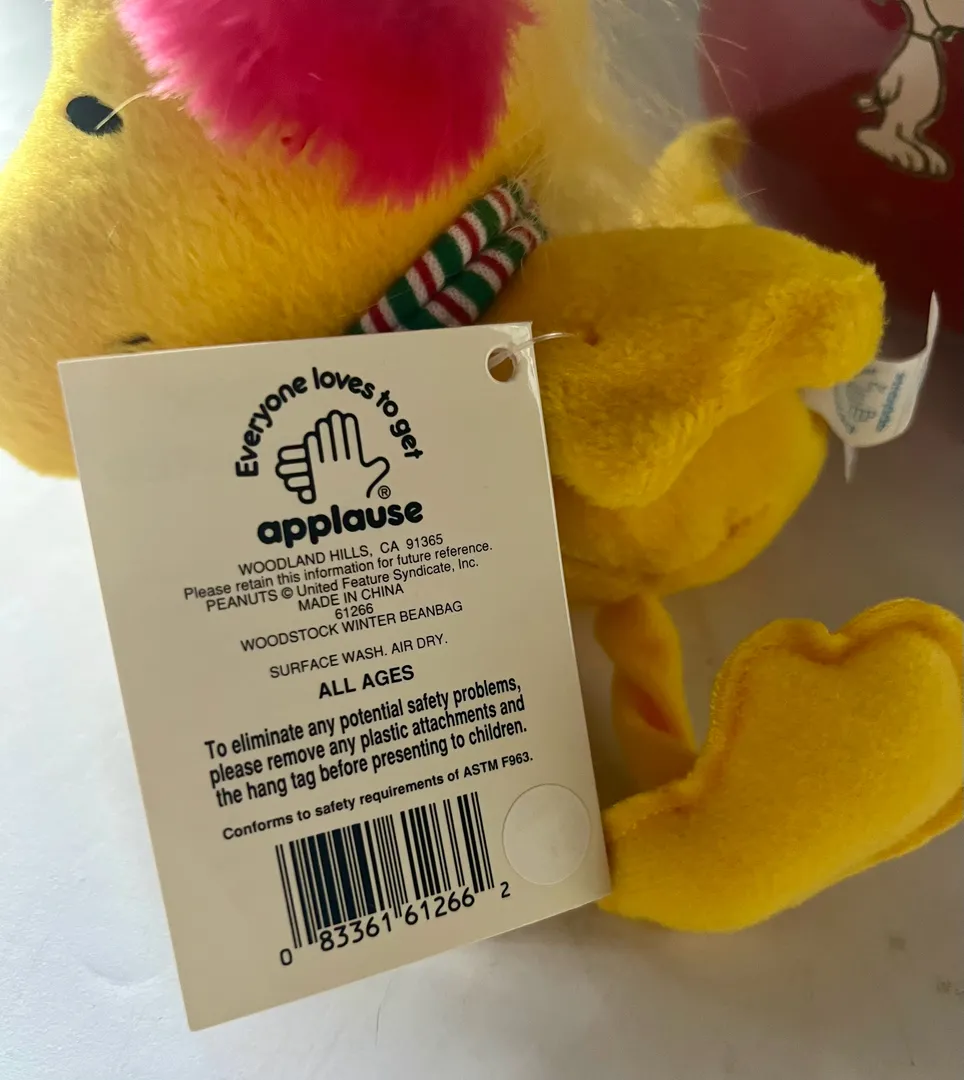 Everyone loves to get
®
applause
WOODLAND HILLS, CA 91365
Please retain this information for future reference.
PEANUTS © United Feature Syndicate, Inc.
MADE IN CHINA
61266
WOODSTOCK WINTER BEANBAG
SURFACE WASH. AIR DRY.
ALL AGES
To eliminate any potential safety problems,
please remove any plastic attachments and
the hang tag before presenting to children.
Conforms to safety requirements of ASTM F963.
0 83361 61266 2